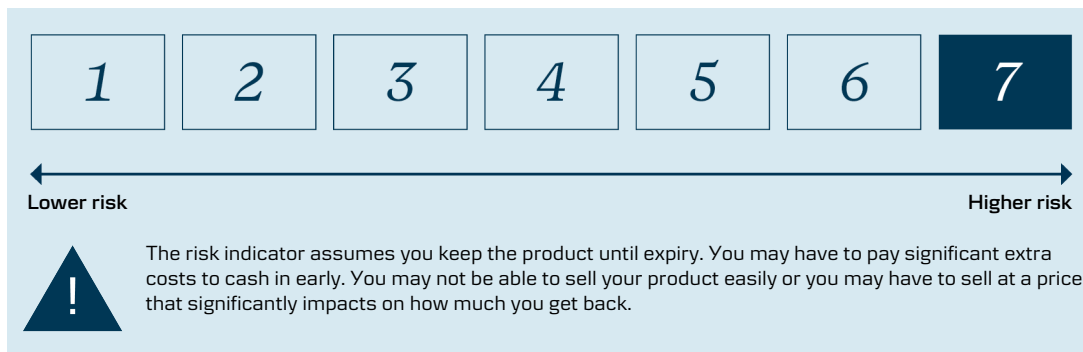 1 2 3 4 5 6 7
Lower risk Higher risk
The risk indicator assumes you keep the product until expiry. You may have to pay significant extra
costs to cash in early. You may not be able to sell your product easily or you may have to sell at a price
! that significantly impacts on how much you get back.